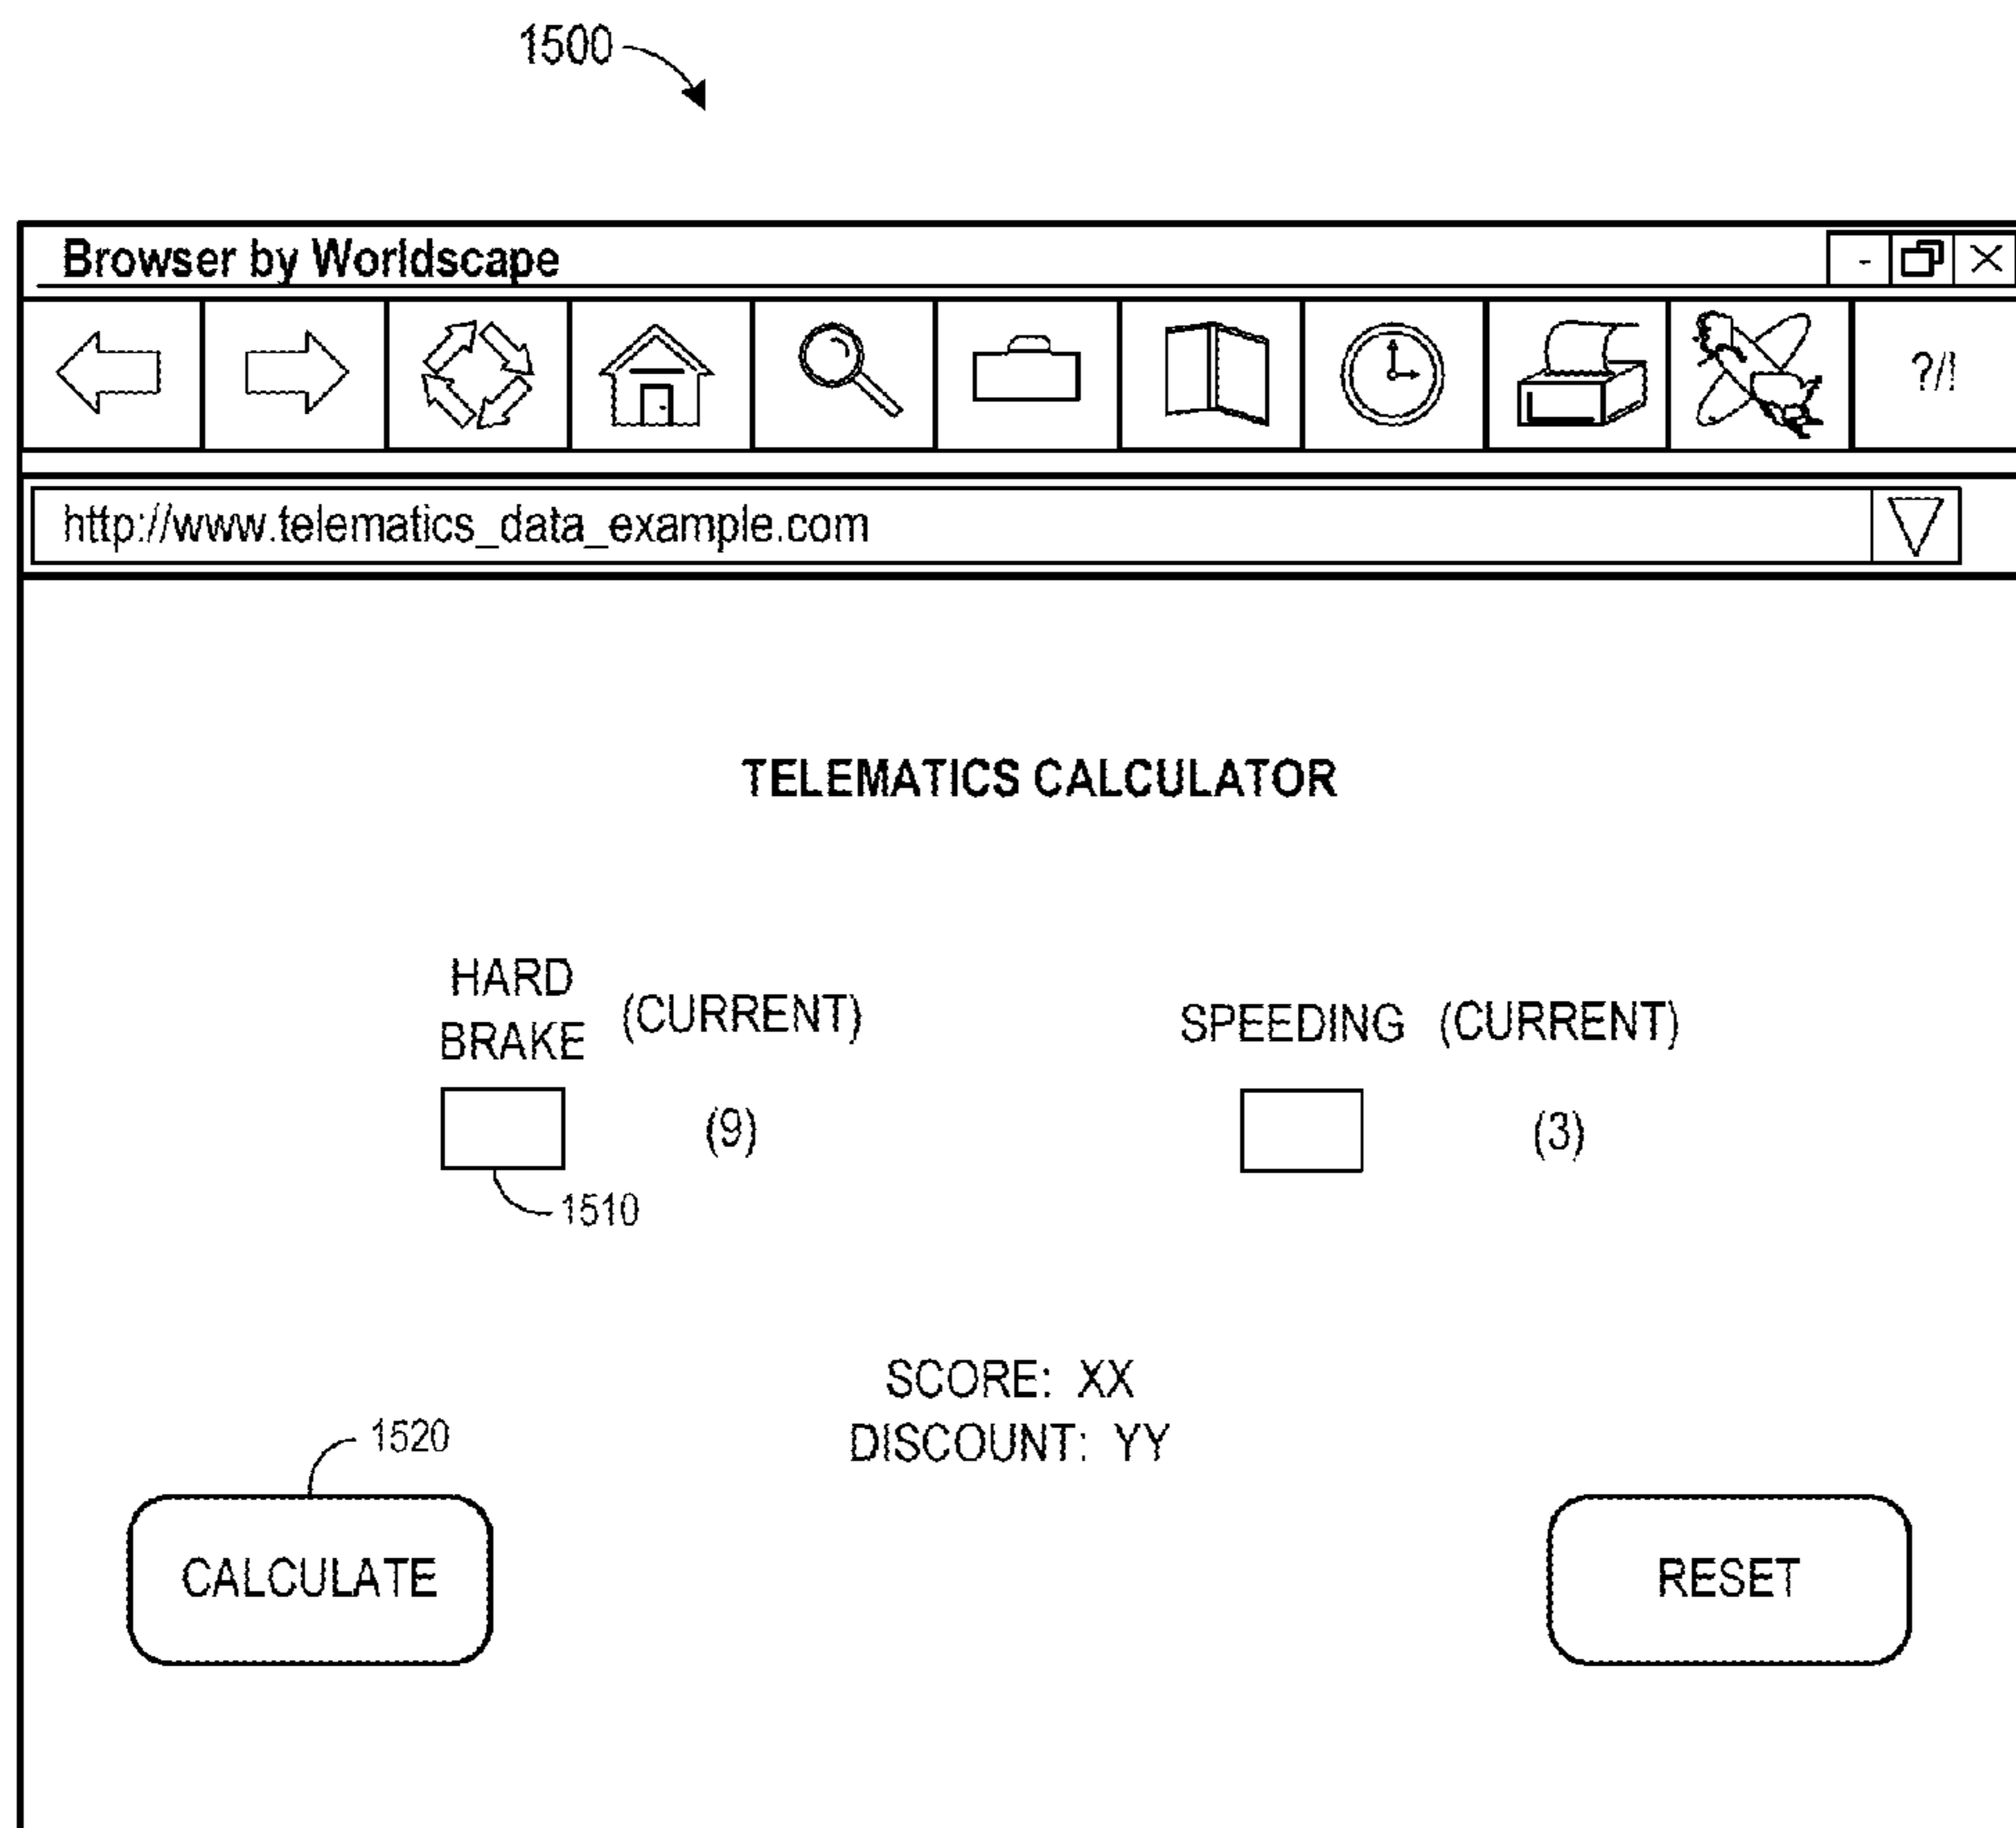 1500
Browser by Worldscape
?/!
http://www.telematics_data_example.com
TELEMATICS CALCULATOR
HARD
BRAKE
(CURRENT)
SPEEDING (CURRENT)
(9)
(3)
1510
SCORE: XX
DISCOUNT: YY
1520
CALCULATE
RESET